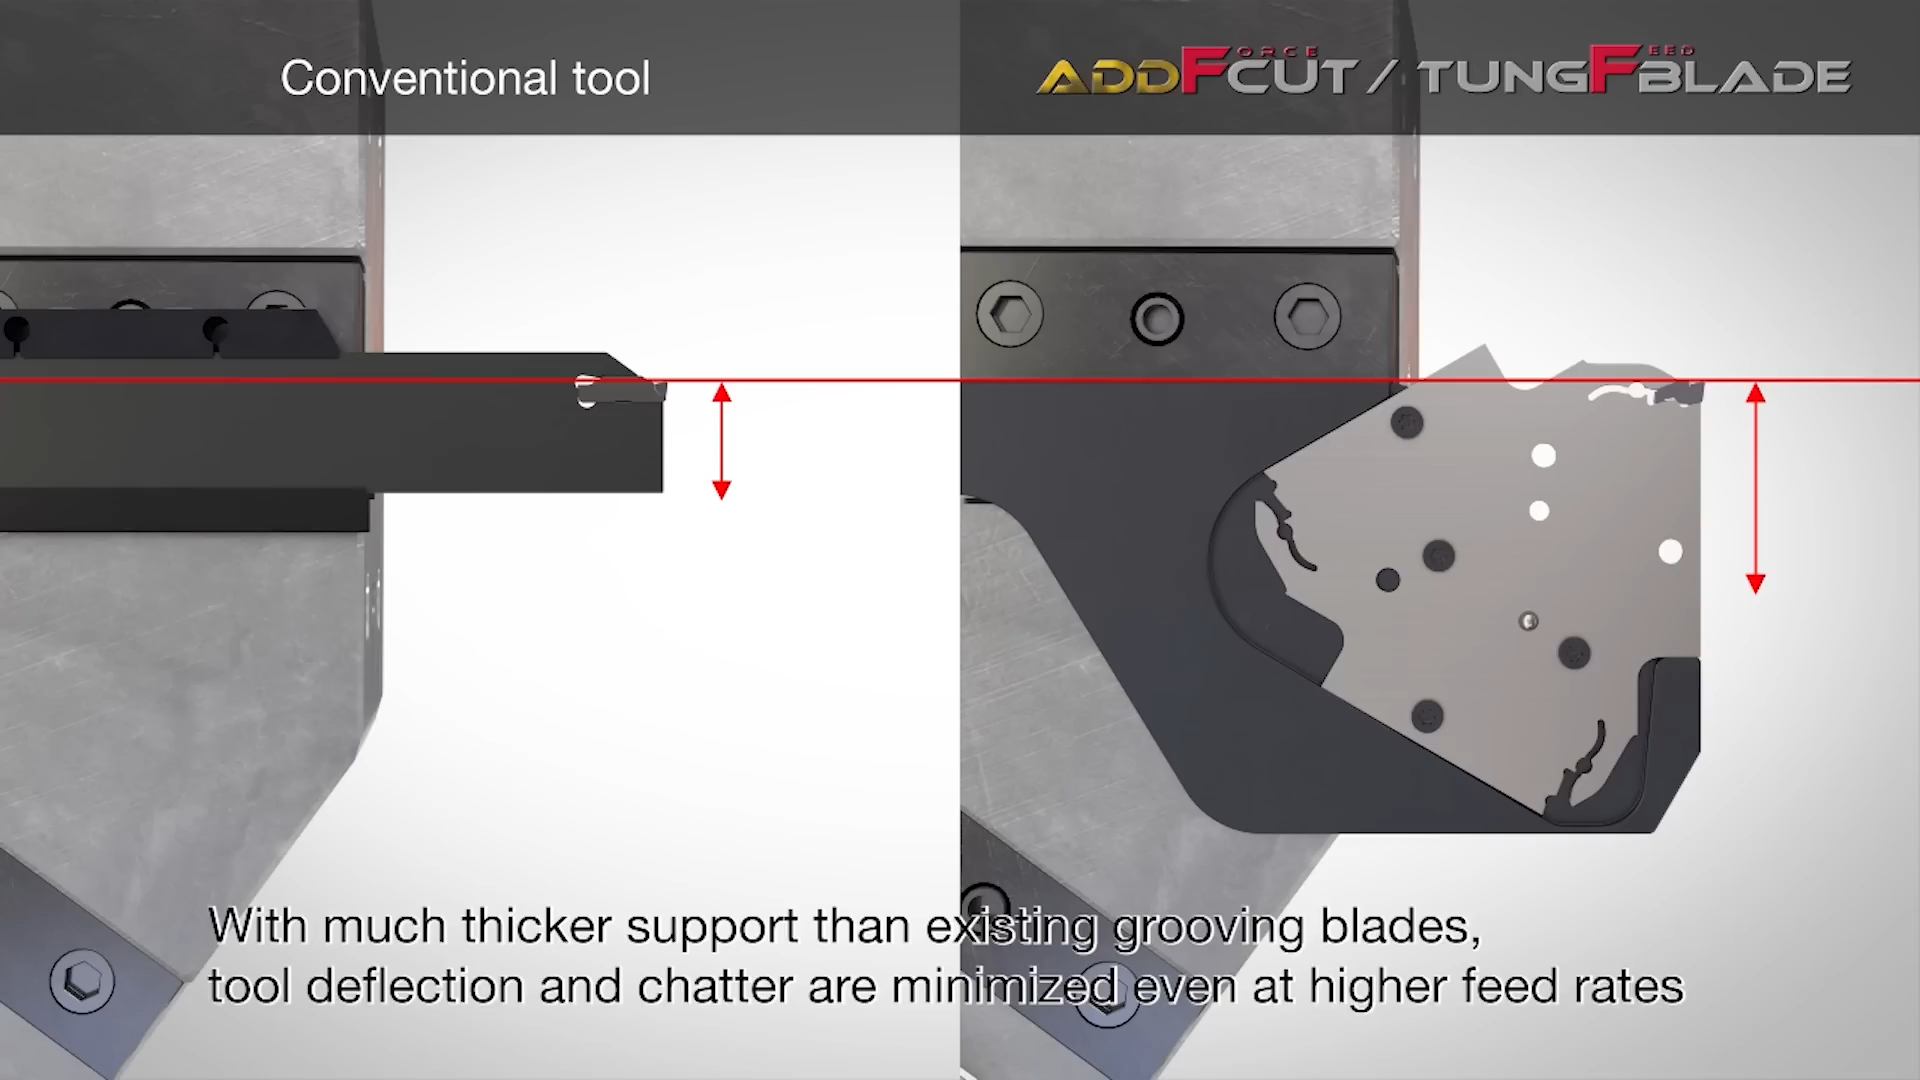 Conventional tool
ADDFORCECUT / TUNGFEEDBLADE
With much thicker support than existing grooving blades,
tool deflection and chatter are minimized even at higher feed rates